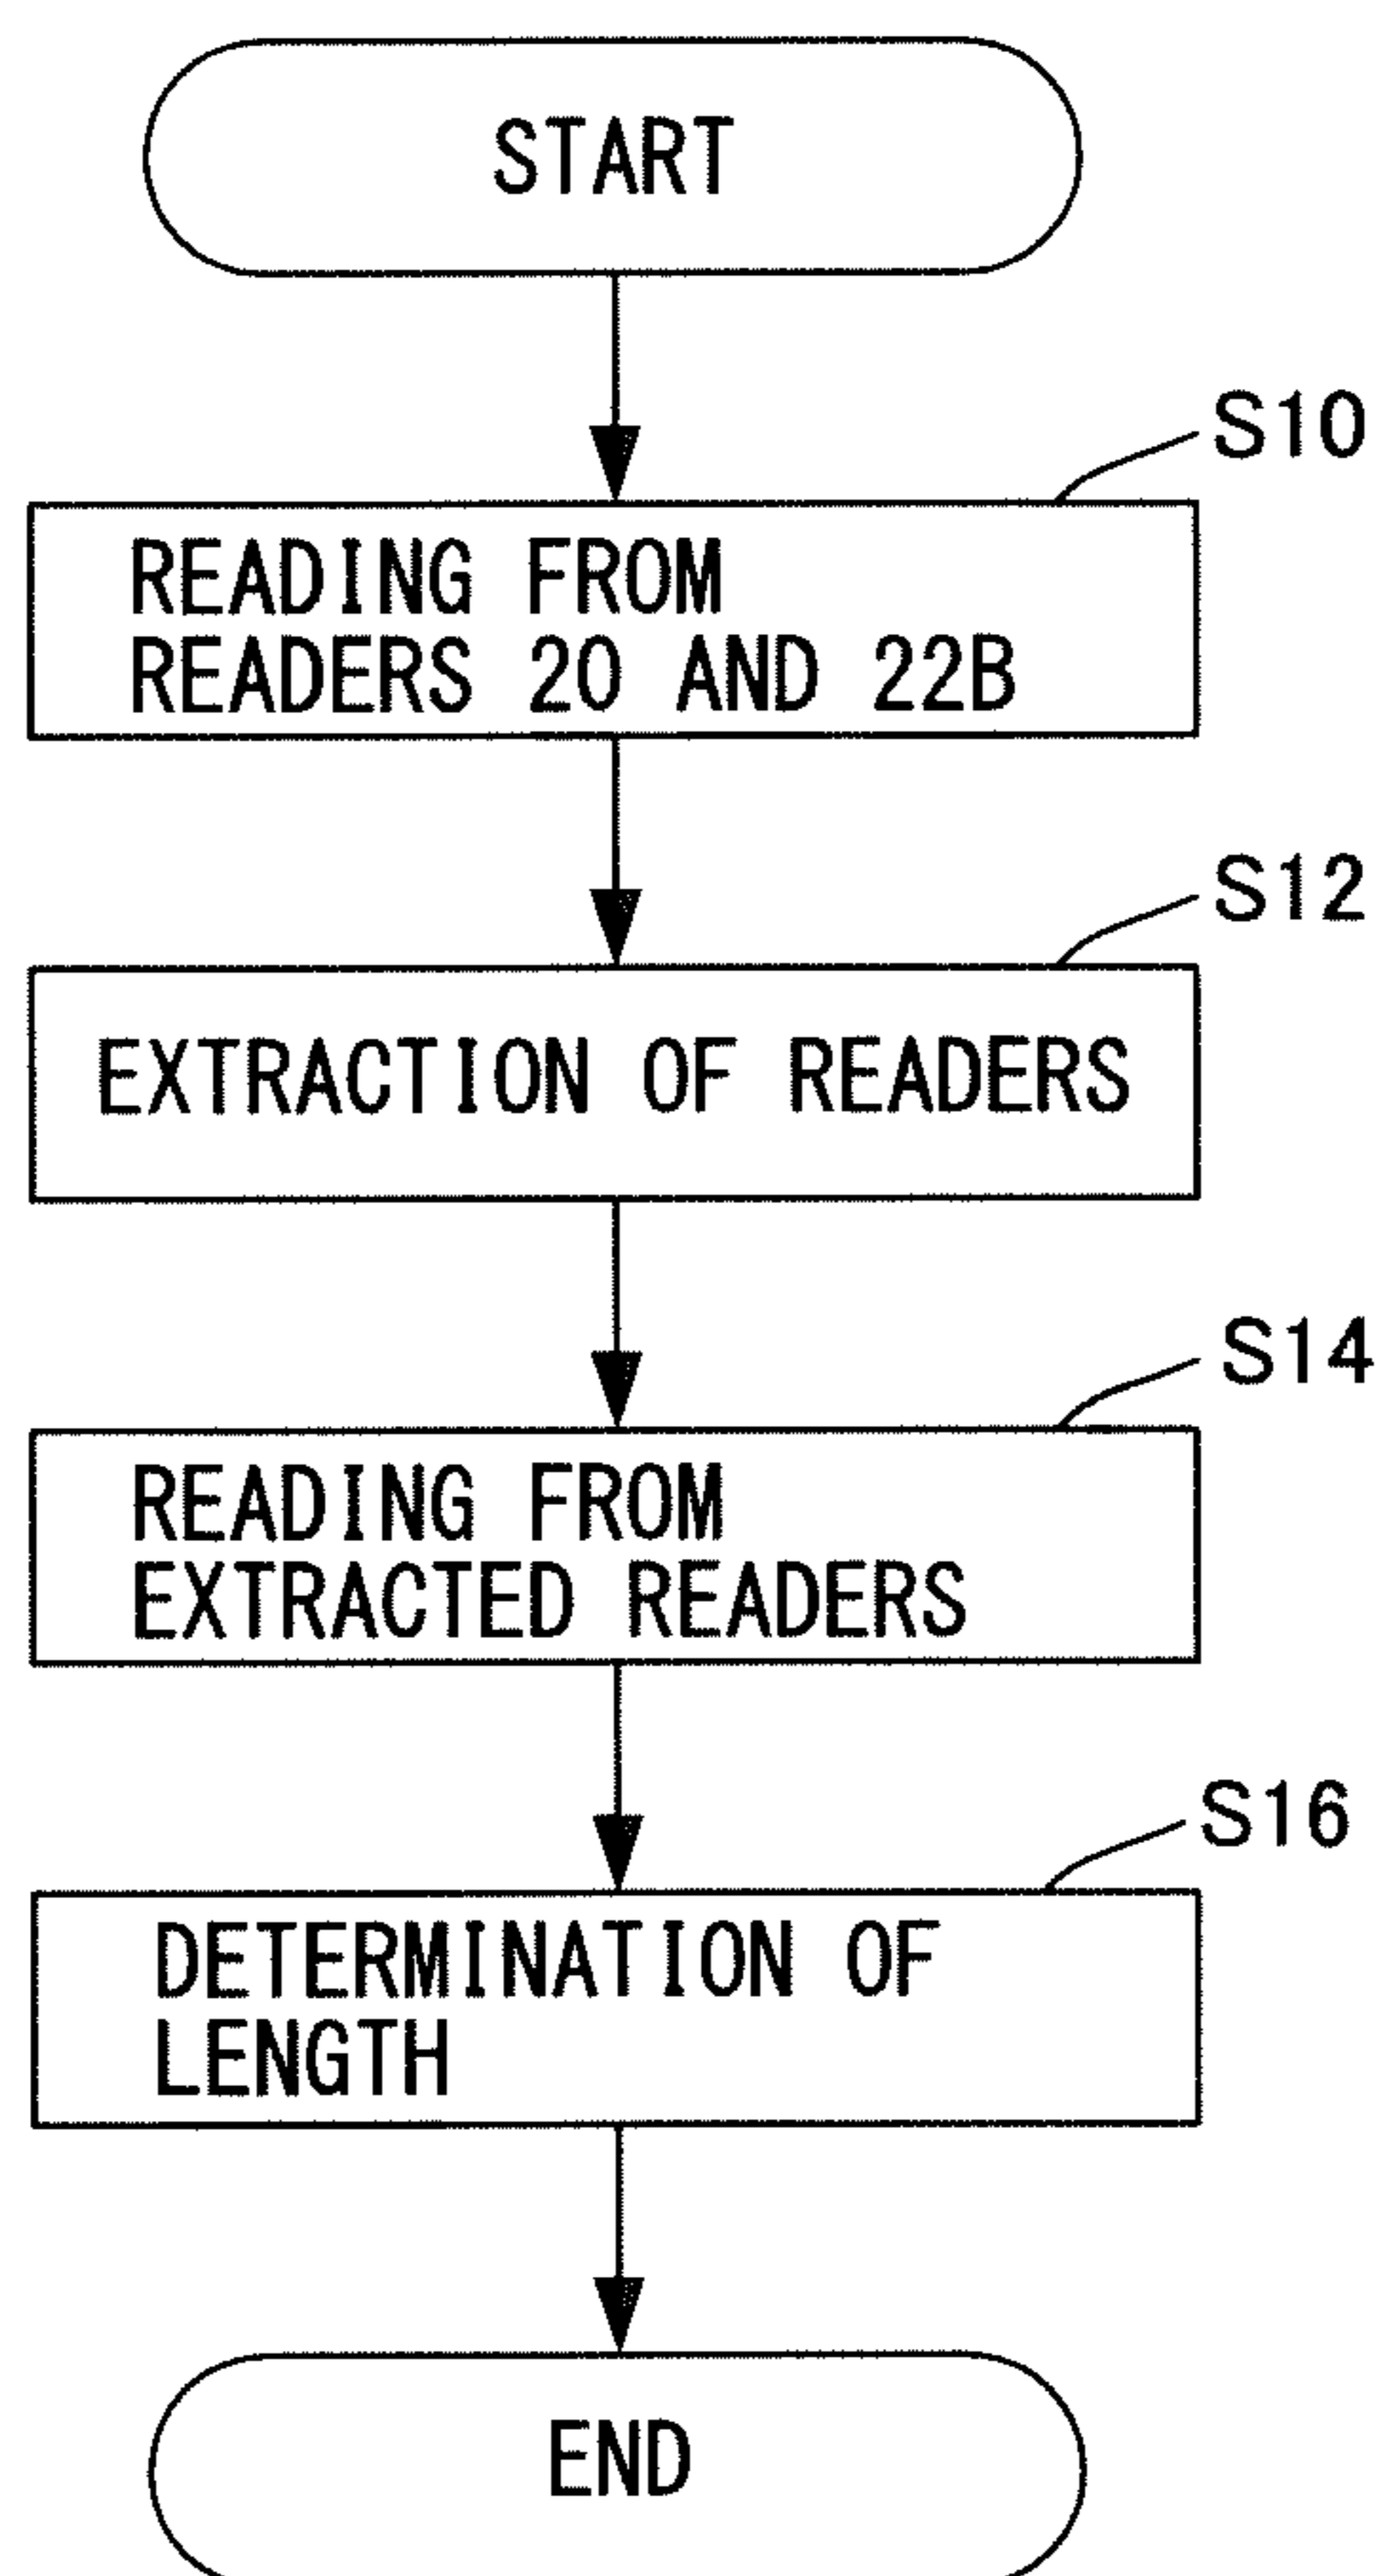 START
S10
READING FROM
READERS 20 AND 22B
S12
EXTRACTION OF READERS
S14
READING FROM
EXTRACTED READERS
S16
DETERMINATION OF
LENGTH
END